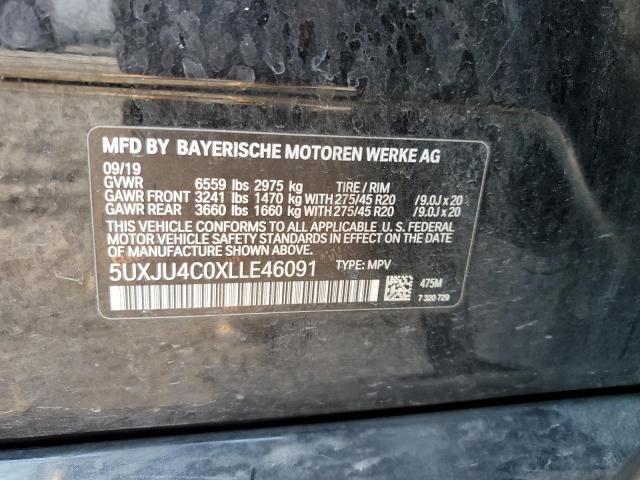 MFD BY BAYERISCHE MOTOREN WERKE AG
09/19
GVWR 6559 lbs 2975 kg TIRE / RIM
GAWR FRONT 3241 lbs 1470 kg WITH 275/45 R20 /9.0J x 20
GAWR REAR 3660 lbs 1660 kg WITH 275/45 R20 /9.0J x 20
THIS VEHICLE CONFORMS TO ALL APPLICABLE U. S. FEDERAL
MOTOR VEHICLE SAFETY STANDARDS IN EFFECT ON THE DATE
OF MANUFACTURE SHOWN ABOVE.
5UXJU4C0XLLE46091 TYPE: MPV
475M
7 320 729